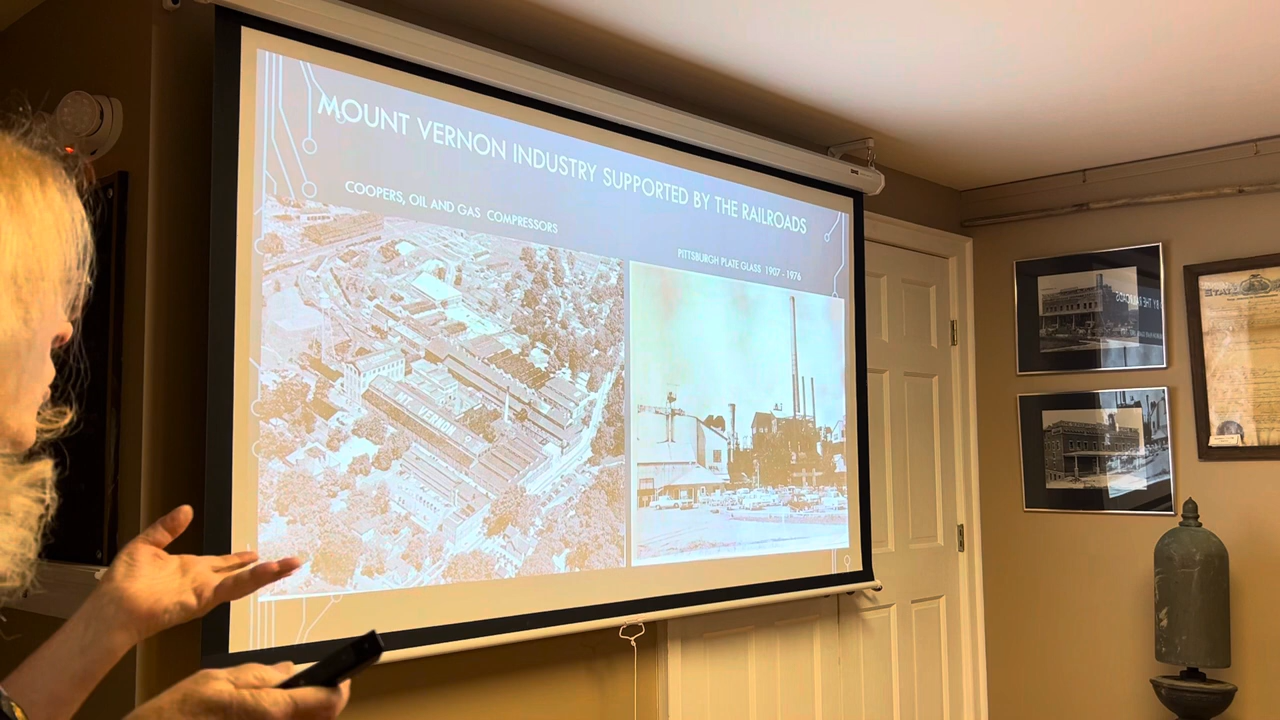 MOUNT VERNON INDUSTRY SUPPORTED BY THE RAILROADS
COOPERS, OIL AND GAS COMPRESSORS
PITTSBURGH PLATE GLASS 1907 - 1976
MT. VERNON O